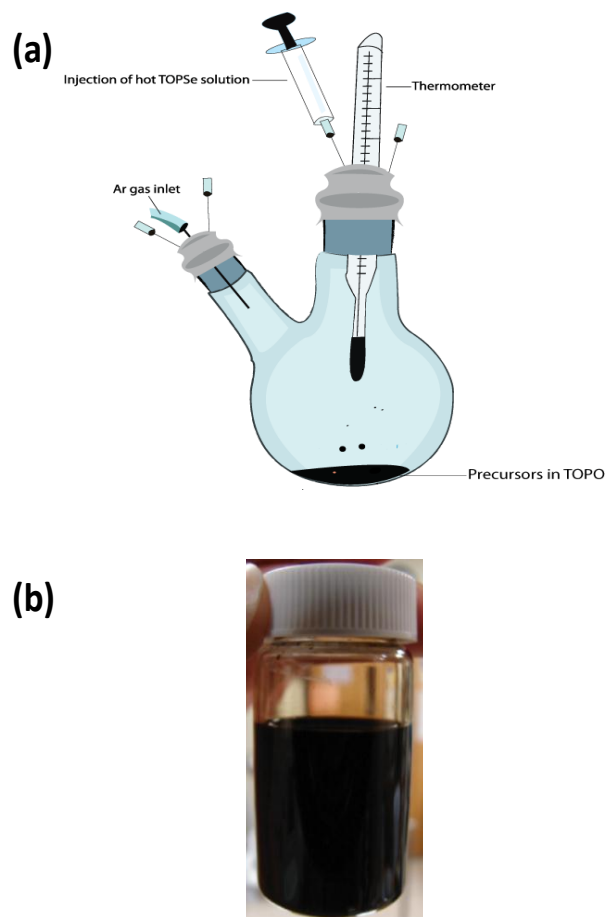 (a)
Injection of hot TOPSe solution
Thermometer
Ar gas inlet
Precursors in TOPO
(b)